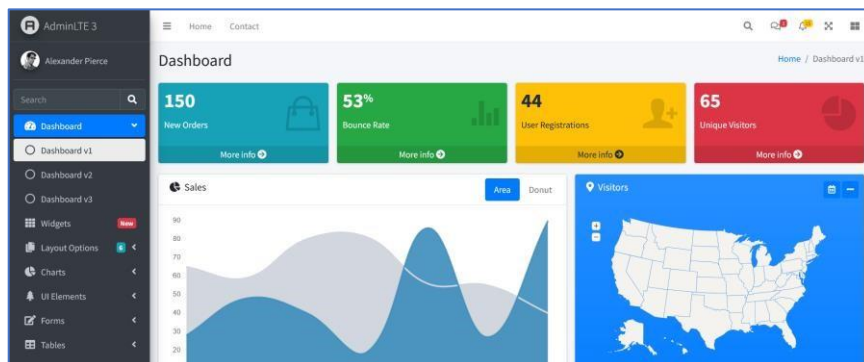 AdminLTE 3
Home Contact
Alexander Pierce
Dashboard
Home / Dashboard v1
Search
150
New Orders
More info
53%
Bounce Rate
More info
44
User Registrations
More info
65
Unique Visitors
More info
Dashboard
Dashboard v1
Dashboard v2
Dashboard v3
Widgets New
Layout Options 6
Charts
UI Elements
Forms
Tables
Sales
Area Donut
90
80
70
60
50
40
30
20
Visitors
+
-